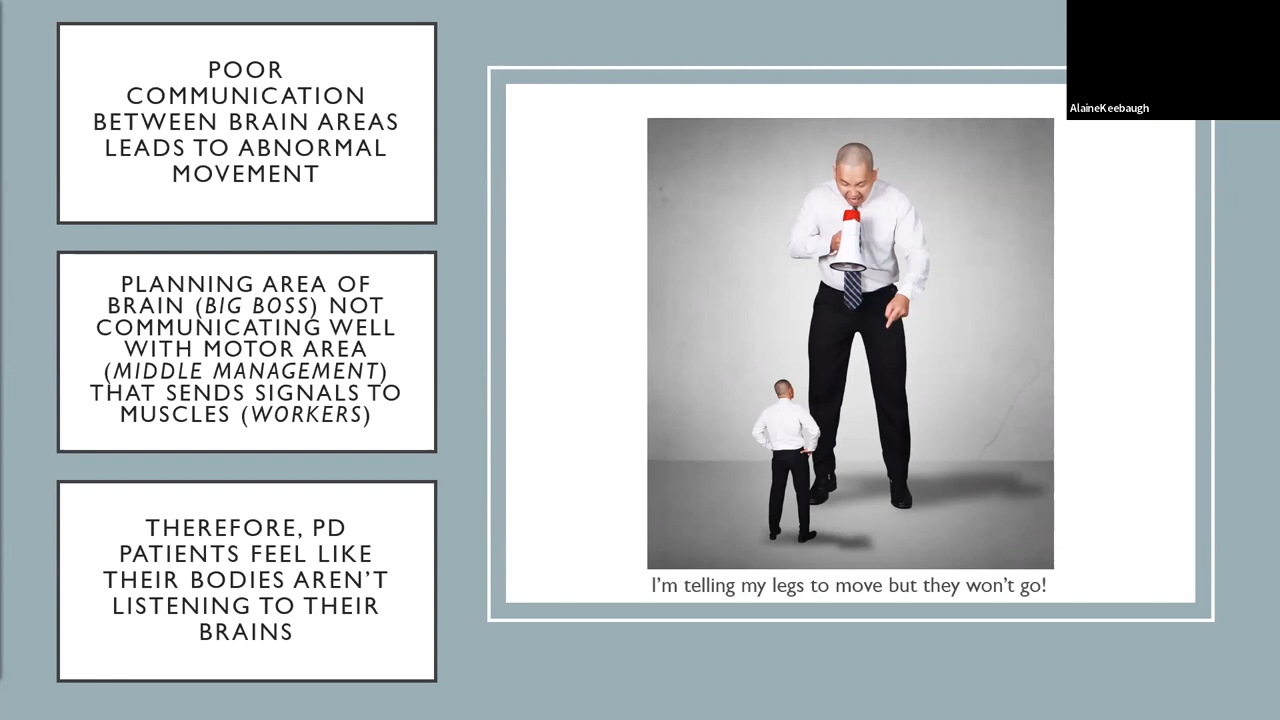 POOR
COMMUNICATION
BETWEEN BRAIN AREAS
LEADS TO ABNORMAL
MOVEMENT
PLANNING AREA OF
BRAIN (BIG BOSS) NOT
COMMUNICATING WELL
WITH MOTOR AREA
(MIDDLE MANAGEMENT)
THAT SENDS SIGNALS TO
MUSCLES (WORKERS)
THEREFORE, PD
PATIENTS FEEL LIKE
THEIR BODIES AREN'T
LISTENING TO THEIR
BRAINS
I'm telling my legs to move but they won't go!
AlaineKeebaugh